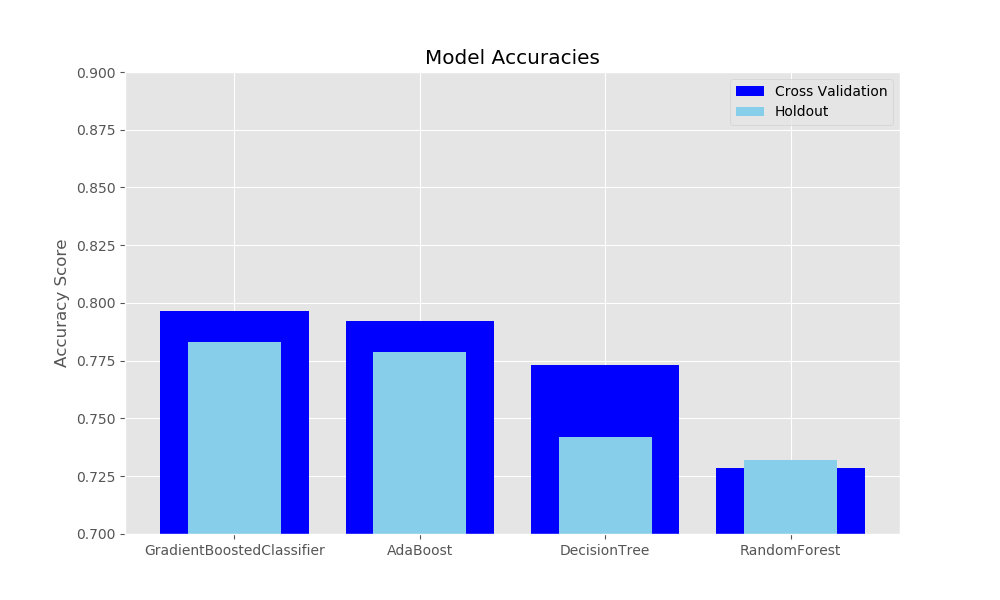 Model Accuracies
Cross Validation
Holdout
Accuracy Score
0.900
0.875
0.850
0.825
0.800
0.775
0.750
0.725
0.700
GradientBoostedClassifier
AdaBoost
DecisionTree
RandomForest